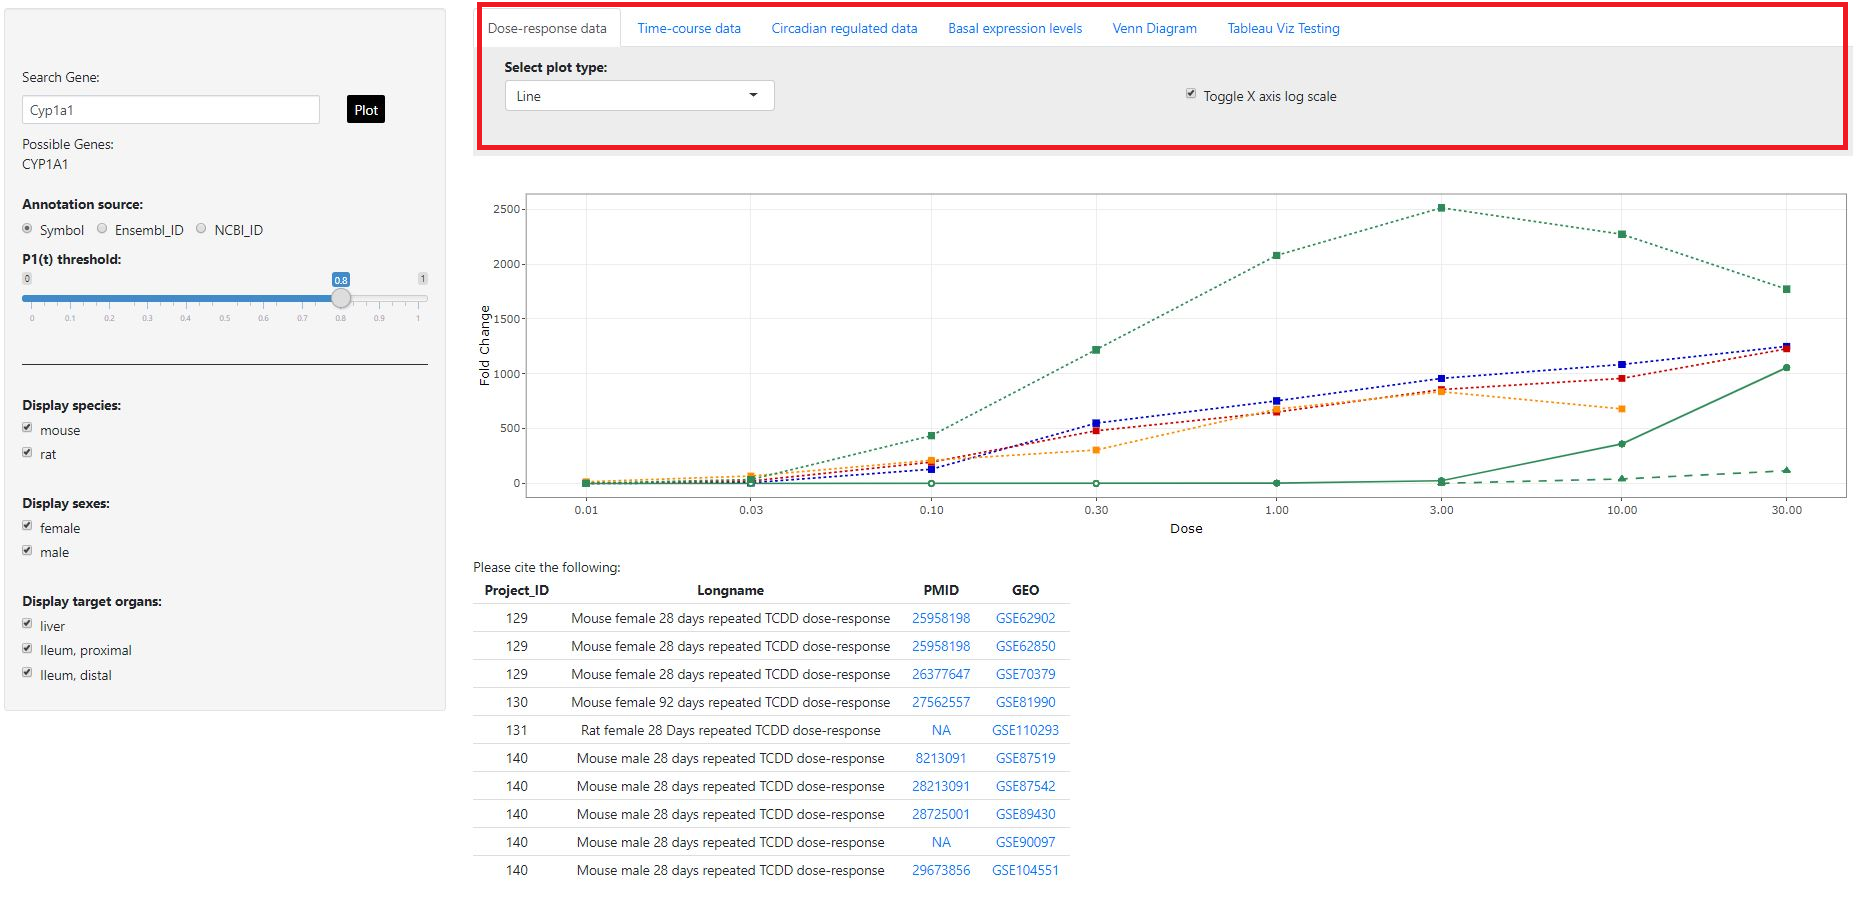 Search Gene:
Cyp1a1
Plot
Possible Genes:
CYP1A1
Annotation source:
Symbol Ensembl_ID NCBI_ID
P1(t) threshold:
0 0.8 1
0 0.1 0.2 0.3 0.4 0.5 0.6 0.7 0.8 0.9 1
Display species:
mouse
rat
Display sexes:
female
male
Display target organs:
liver
Ileum, proximal
Ileum, distal
Dose-response data Time-course data Circadian regulated data Basal expression levels Venn Diagram Tableau Viz Testing
Select plot type:
Line
Toggle X axis log scale
Fold Change
2500
2000
1500
1000
500
0
0.01 0.03 0.10 0.30 1.00 3.00 10.00 30.00
Dose
Please cite the following:
Project_ID Longname PMID GEO
129 Mouse female 28 days repeated TCDD dose-response 25958198 GSE62902
129 Mouse female 28 days repeated TCDD dose-response 25958198 GSE62850
129 Mouse female 28 days repeated TCDD dose-response 26377647 GSE70379
130 Mouse female 92 days repeated TCDD dose-response 27562557 GSE81990
131 Rat female 28 Days repeated TCDD dose-response NA GSE110293
140 Mouse male 28 days repeated TCDD dose-response 8213091 GSE87519
140 Mouse male 28 days repeated TCDD dose-response 28213091 GSE87542
140 Mouse male 28 days repeated TCDD dose-response 28725001 GSE89430
140 Mouse male 28 days repeated TCDD dose-response NA GSE90097
140 Mouse male 28 days repeated TCDD dose-response 29673856 GSE104551